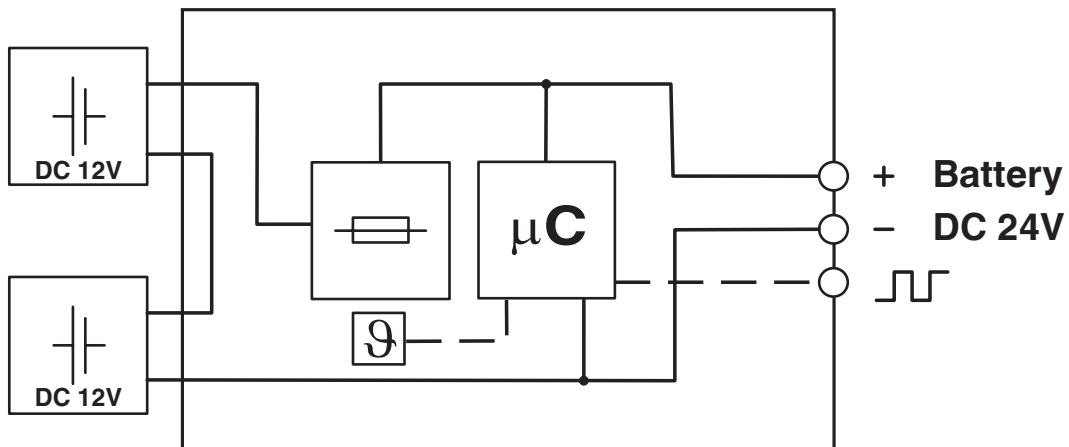 DC 12V
DC 12V
μC
ϑ
+ Battery
− DC 24V